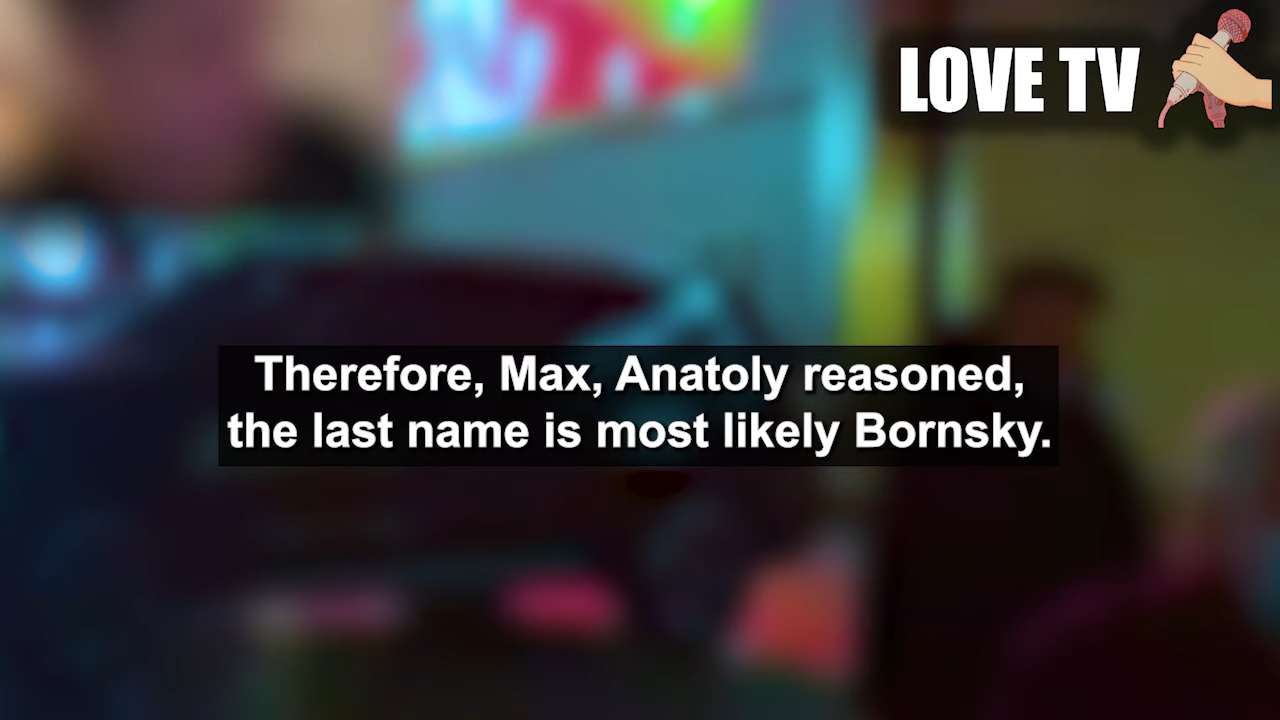 LOVE TV
Therefore, Max, Anatoly reasoned,
the last name is most likely Bornsky.